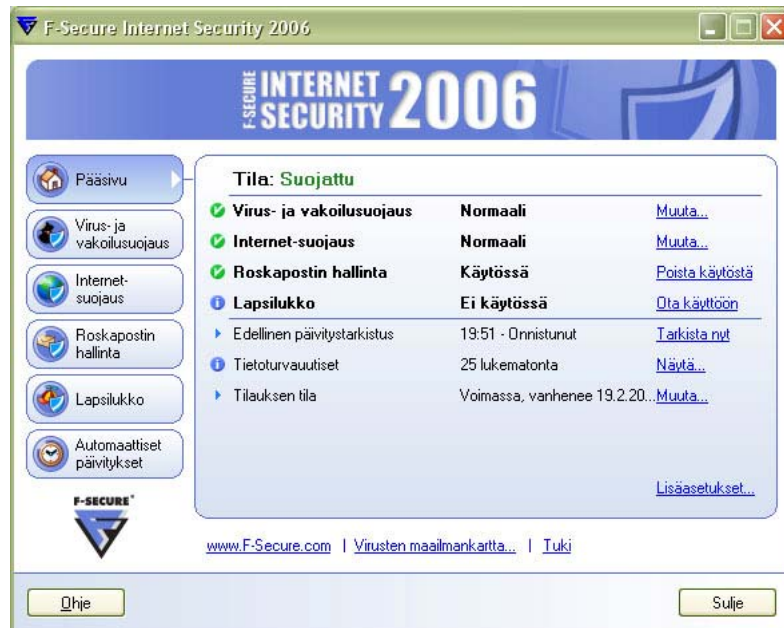 F-Secure Internet Security 2006
F-SECURE
INTERNET
SECURITY 2006
Pääsivu
Virus- ja
vakoilusuojaus
Internet-
suojaus
Roskapostin
hallinta
Lapsilukko
Automaattiset
päivitykset
F-SECURE
Tila: Suojattu
Virus- ja vakoilusuojaus Normaali Muuta...
Internet-suojaus Normaali Muuta...
Roskapostin hallinta Käytössä Poista käytöstä
Lapsilukko Ei käytössä Ota käyttöön
Edellinen päivitystarkistus 19:51 - Onnistunut Tarkista nyt
Tietoturvauutiset 25 lukematonta Näytä...
Tilauksen tila Voimassa, vanhenee 19.2.20... Muuta...
Lisäasetukset...
www.F-Secure.com | Virusten maailmankartta... | Tuki
Ohje Sulje